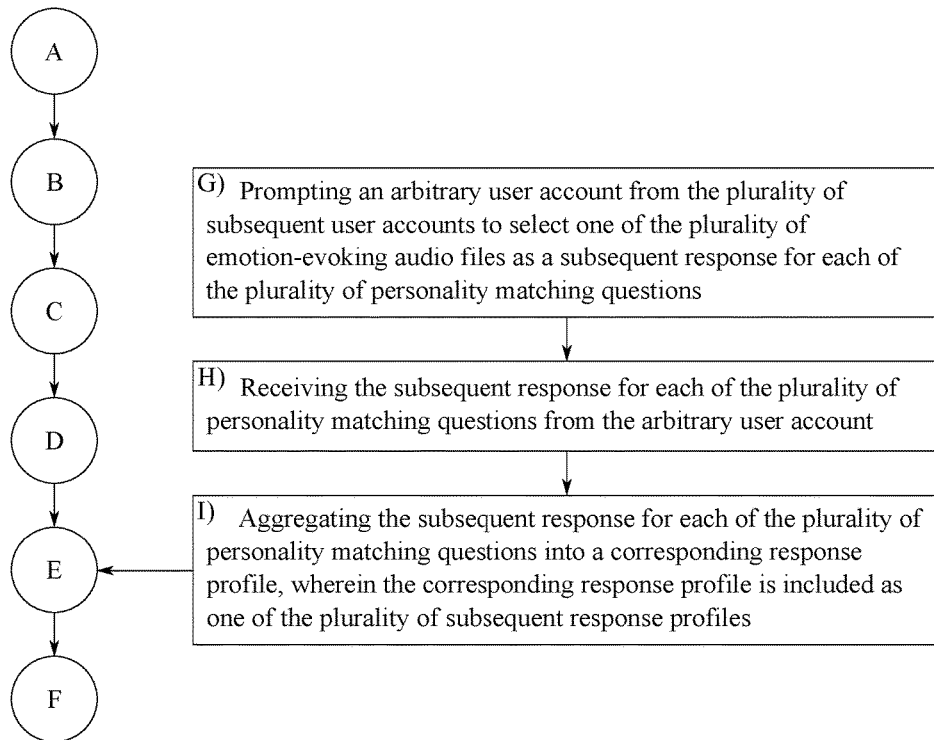 A
B
C
D
E
F
G) Prompting an arbitrary user account from the plurality of
subsequent user accounts to select one of the plurality of
emotion-evoking audio files as a subsequent response for each of
the plurality of personality matching questions
H) Receiving the subsequent response for each of the plurality of
personality matching questions from the arbitrary user account
I) Aggregating the subsequent response for each of the plurality of
personality matching questions into a corresponding response
profile, wherein the corresponding response profile is included as
one of the plurality of subsequent response profiles